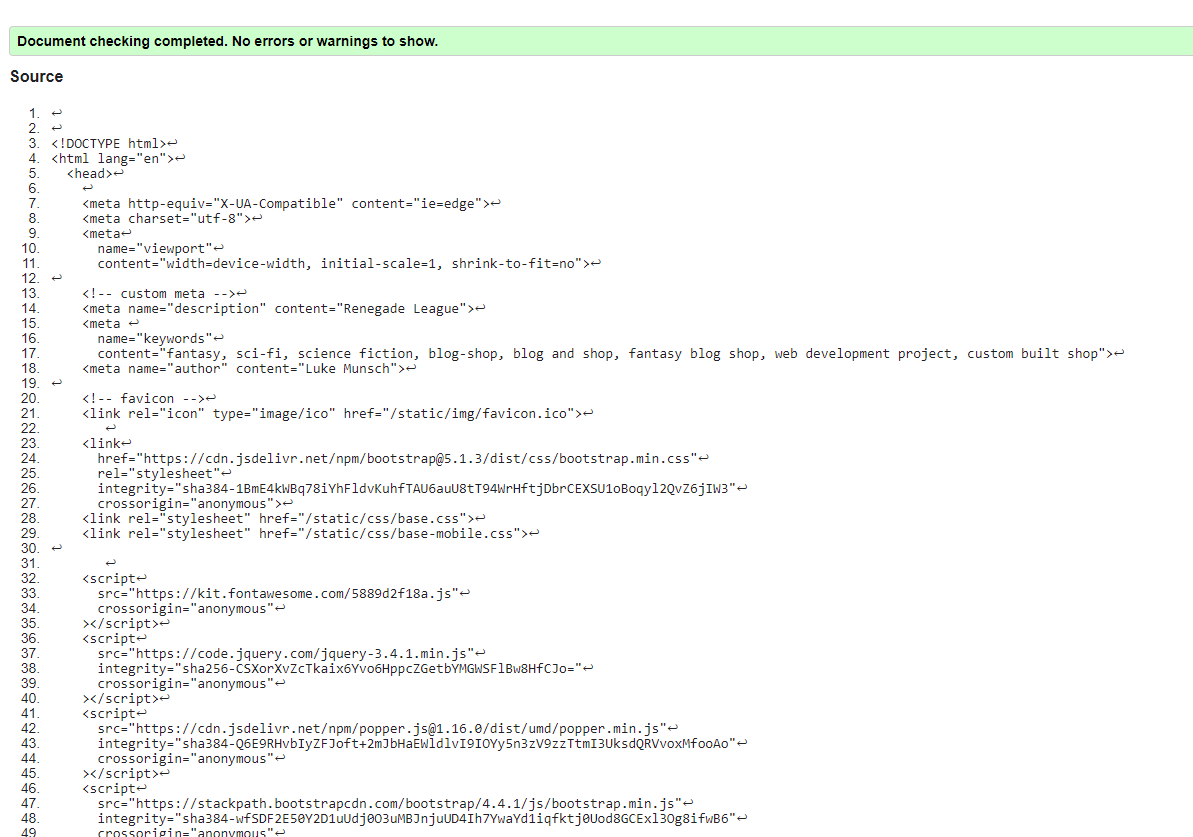 Document checking completed. No errors or warnings to show.
Source
1. ↩
2. ↩
3. <!DOCTYPE html>↩
4. <html lang="en">↩
5. <head>↩
6. ↩
7. <meta http-equiv="X-UA-Compatible" content="ie=edge">↩
8. <meta charset="utf-8">↩
9. <meta↩
10. name="viewport"↩
11. content="width=device-width, initial-scale=1, shrink-to-fit=no">↩
12. ↩
13. <!-- custom meta -->↩
14. <meta name="description" content="Renegade League">↩
15. <meta ↩
16. name="keywords"↩
17. content="fantasy, sci-fi, science fiction, blog-shop, blog and shop, fantasy blog shop, web development project, custom built shop">↩
18. <meta name="author" content="Luke Munsch">↩
19. ↩
20. <!-- favicon -->↩
21. <link rel="icon" type="image/ico" href="/static/img/favicon.ico">↩
22. ↩
23. <link↩
24. href="https://cdn.jsdelivr.net/npm/bootstrap@5.1.3/dist/css/bootstrap.min.css"↩
25. rel="stylesheet"↩
26. integrity="sha384-1BmE4kWBq78iYhFldvKuhfTAU6auU8tT94WrHftjDbrCEXSU1oBoqyl2QvZ6jIW3"↩
27. crossorigin="anonymous">↩
28. <link rel="stylesheet" href="/static/css/base.css">↩
29. <link rel="stylesheet" href="/static/css/base-mobile.css">↩
30. ↩
31. ↩
32. <script↩
33. src="https://kit.fontawesome.com/5889d2f18a.js"↩
34. crossorigin="anonymous"↩
35. ></script>↩
36. <script↩
37. src="https://code.jquery.com/jquery-3.4.1.min.js"↩
38. integrity="sha256-CSXorXvZcTkaix6Yvo6HppcZGetbYMGWSFlBw8HfCJo="↩
39. crossorigin="anonymous"↩
40. ></script>↩
41. <script↩
42. src="https://cdn.jsdelivr.net/npm/popper.js@1.16.0/dist/umd/popper.min.js"↩
43. integrity="sha384-Q6E9RHvbIyZFJoft+2mJbHaEWldlvI9IOYy5n3zV9zzTtmI3UksdQRVvoxMfooAo"↩
44. crossorigin="anonymous"↩
45. ></script>↩
46. <script↩
47. src="https://stackpath.bootstrapcdn.com/bootstrap/4.4.1/js/bootstrap.min.js"↩
48. integrity="sha384-wfSDF2E50Y2D1uUdj0O3uMBJnjuUD4Ih7YwaYd1iqfktj0Uod8GCExl3Og8ifwB6"↩
49 crossorigin="anonymous"↩